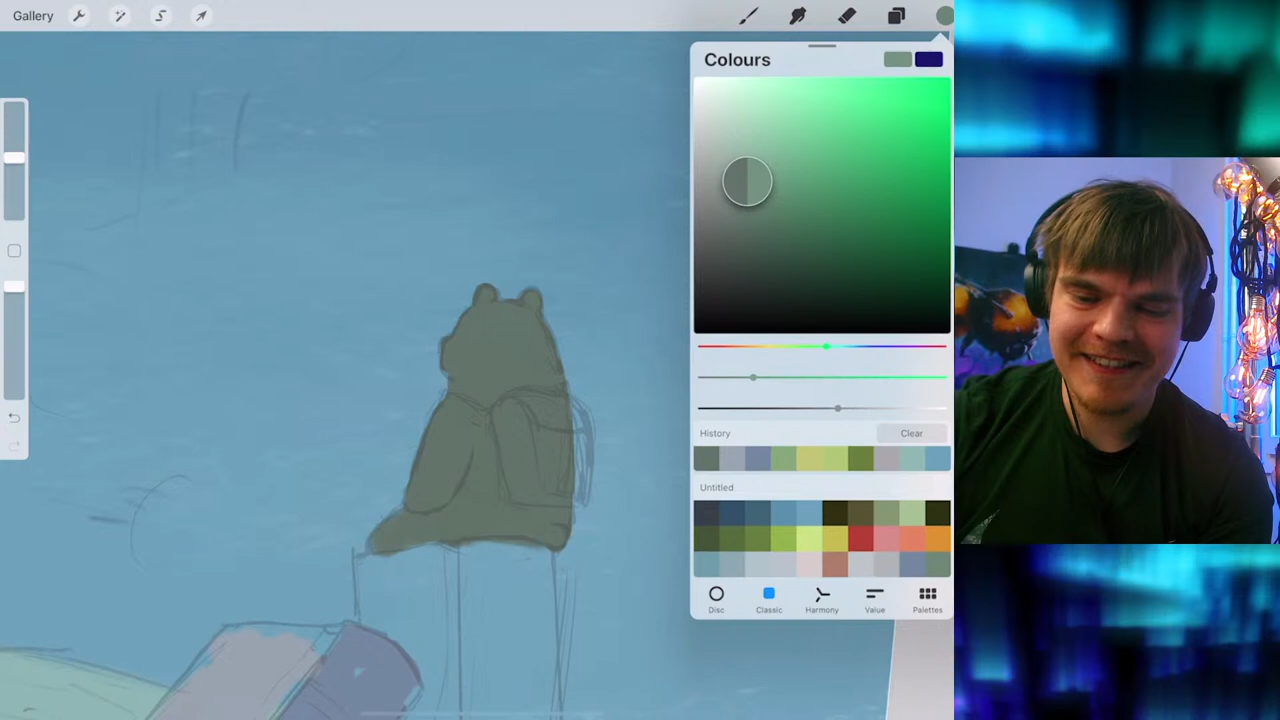 Gallery
Colours
History
Clear
Untitled
Disc
Classic
Harmony
Value
Palettes